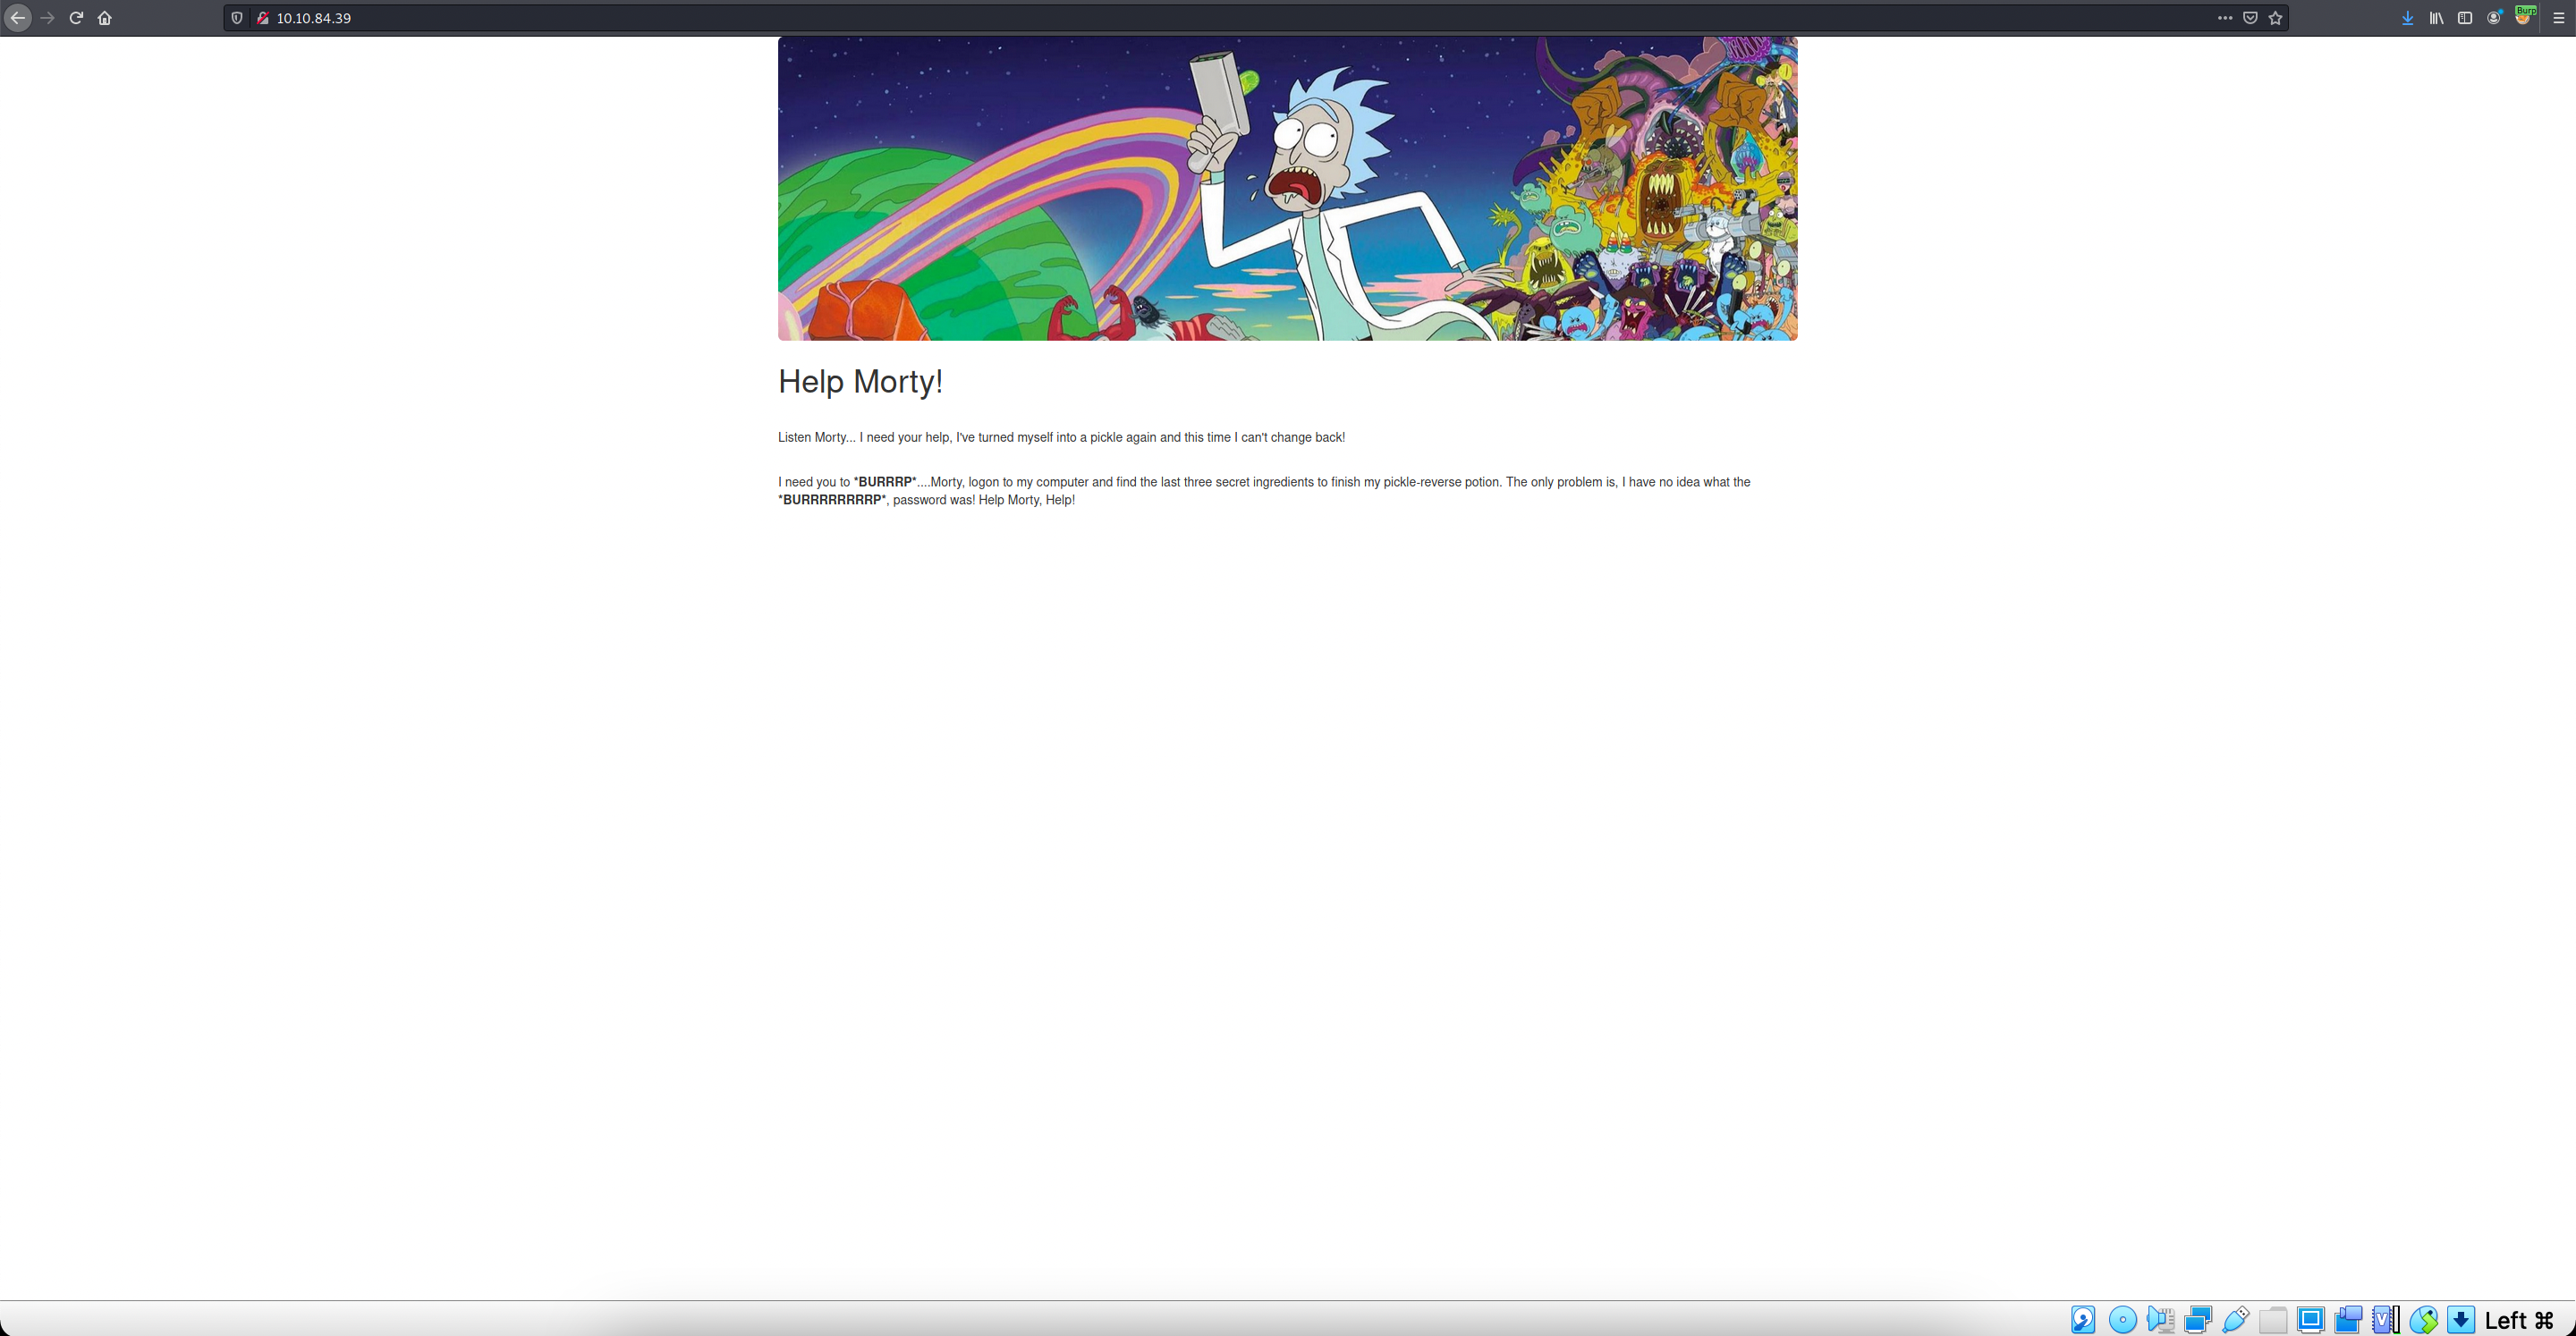 10.10.84.39
Burp
Help Morty!
Listen Morty... I need your help, I've turned myself into a pickle again and this time I can't change back!
I need you to *BURRRP*....Morty, logon to my computer and find the last three secret ingredients to finish my pickle-reverse potion. The only problem is, I have no idea what the
*BURRRRRRRRP*, password was! Help Morty, Help!
Left ⌘